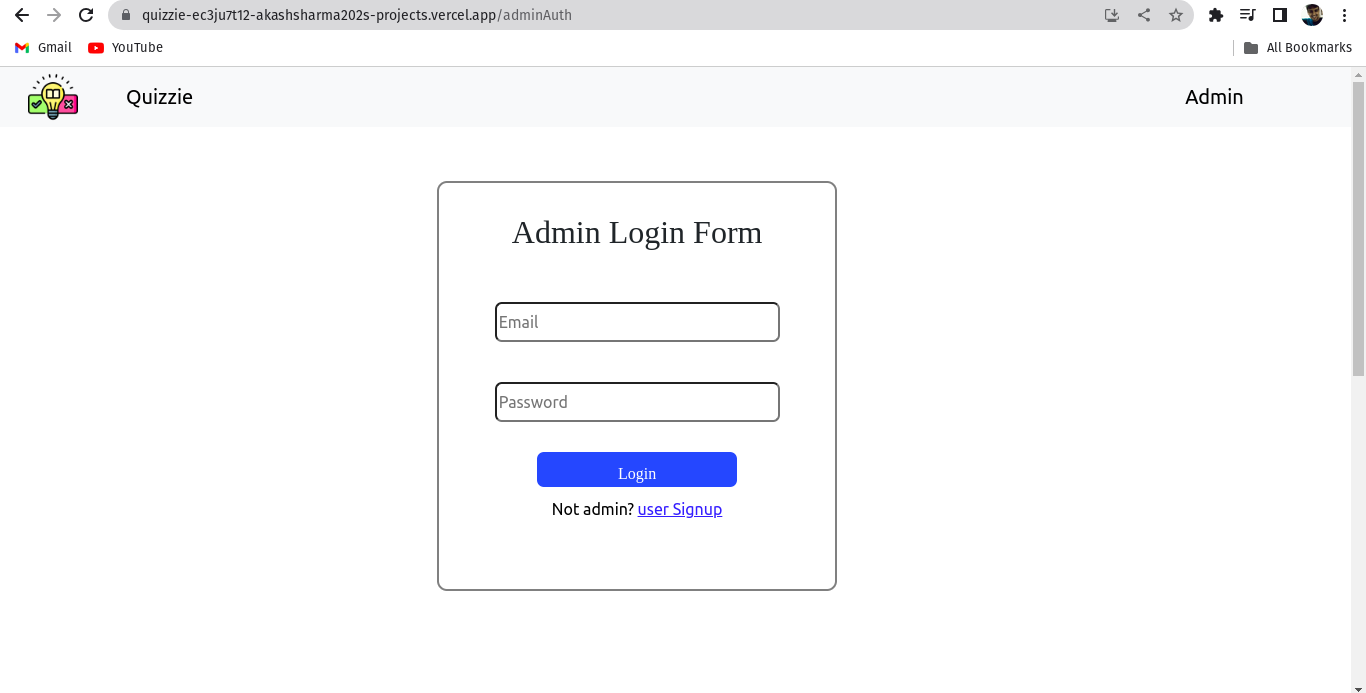 quizzie-ec3ju7t12-akashsharma202s-projects.vercel.app/adminAuth
Gmail YouTube All Bookmarks
Quizzie Admin
Admin Login Form
Email
Password
Login
Not admin? user Signup